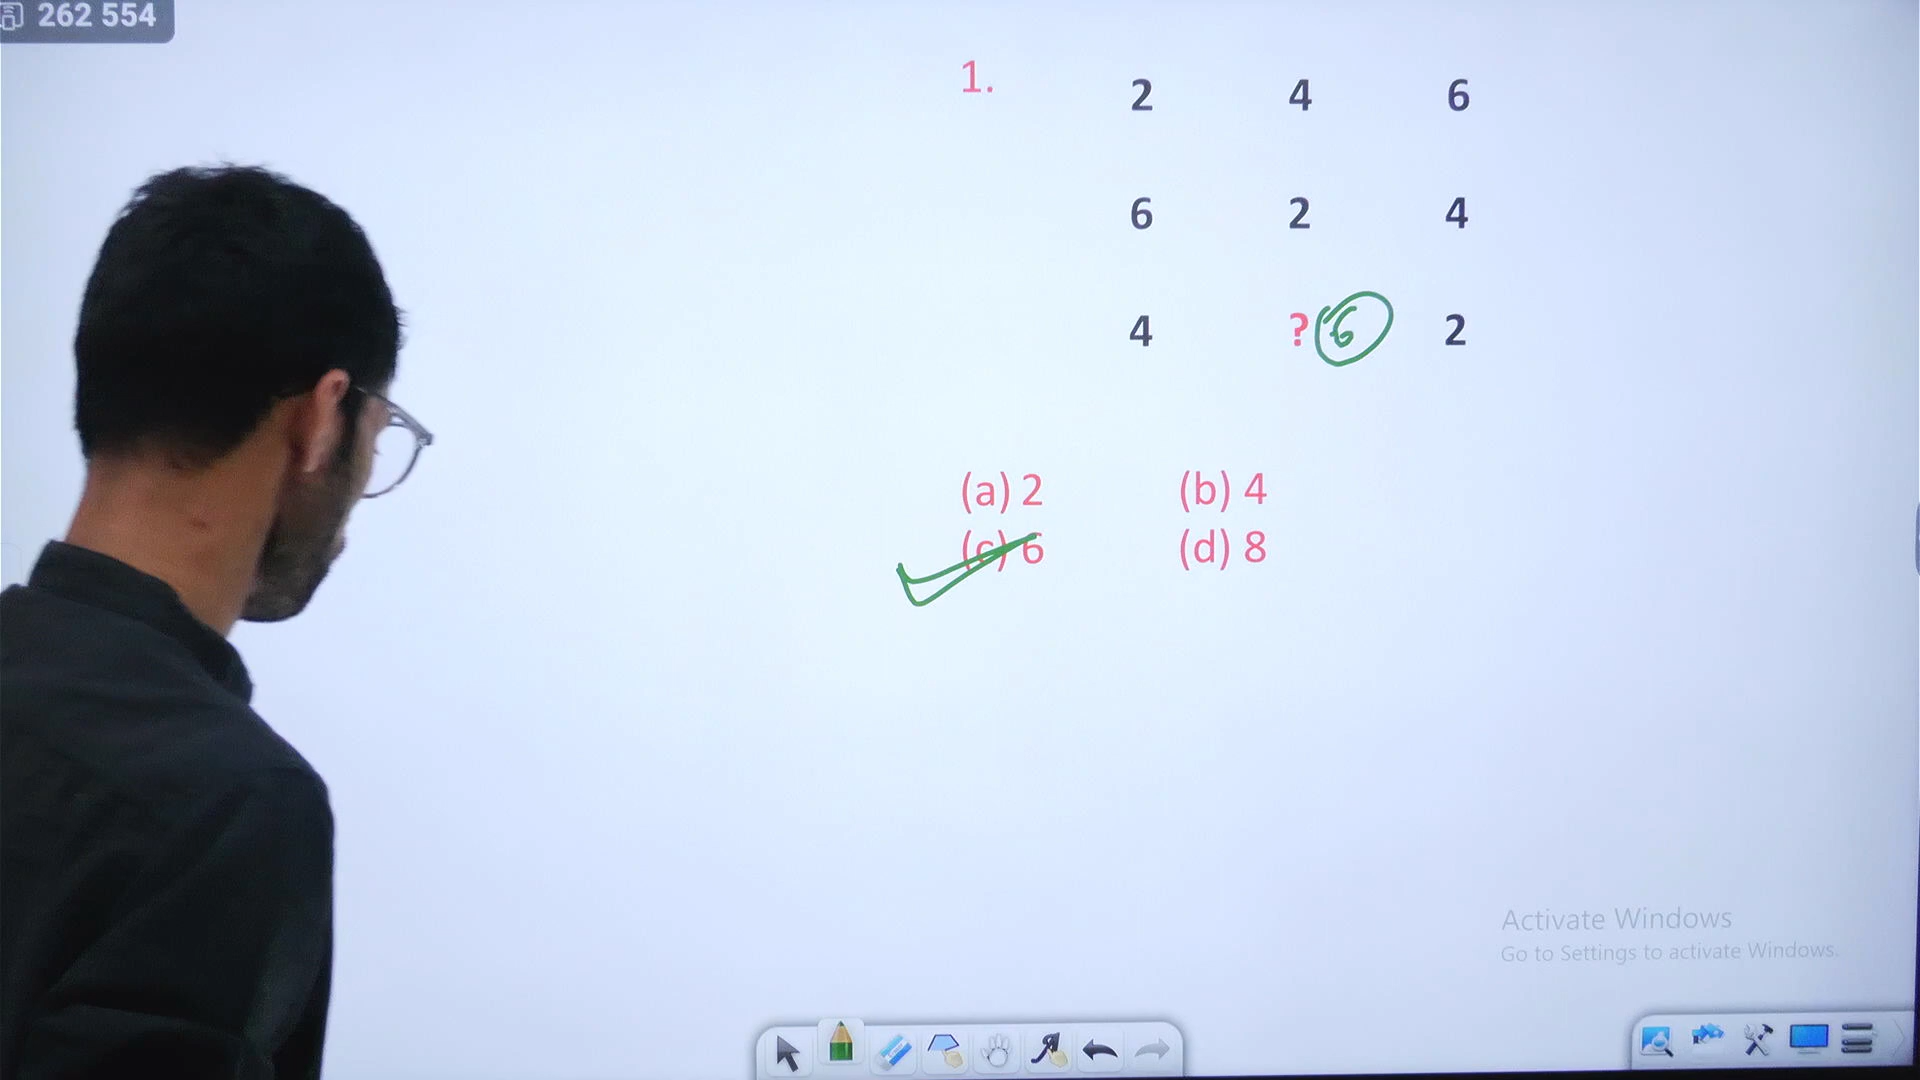 262 554
1. 2 4 6
6 2 4
4 ? 6 2
(a) 2 (b) 4
(c) 6 (d) 8
Activate Windows
Go to Settings to activate Windows.